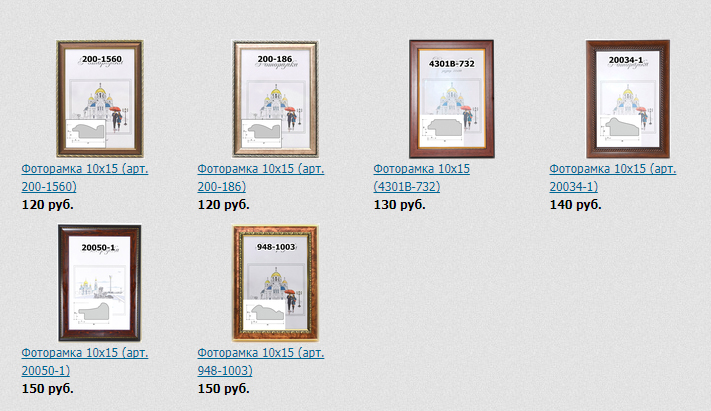 200-1560
200-186
4301B-732
20034-1
Фоторамка 10x15 (арт.
200-1560)
120 руб.
Фоторамка 10x15 (арт.
200-186)
120 руб.
Фоторамка 10x15
(4301B-732)
130 руб.
Фоторамка 10x15 (арт.
20034-1)
140 руб.
20050-1
948-1003
Фоторамка 10x15 (арт.
20050-1)
150 руб.
Фоторамка 10x15 (арт.
948-1003)
150 руб.